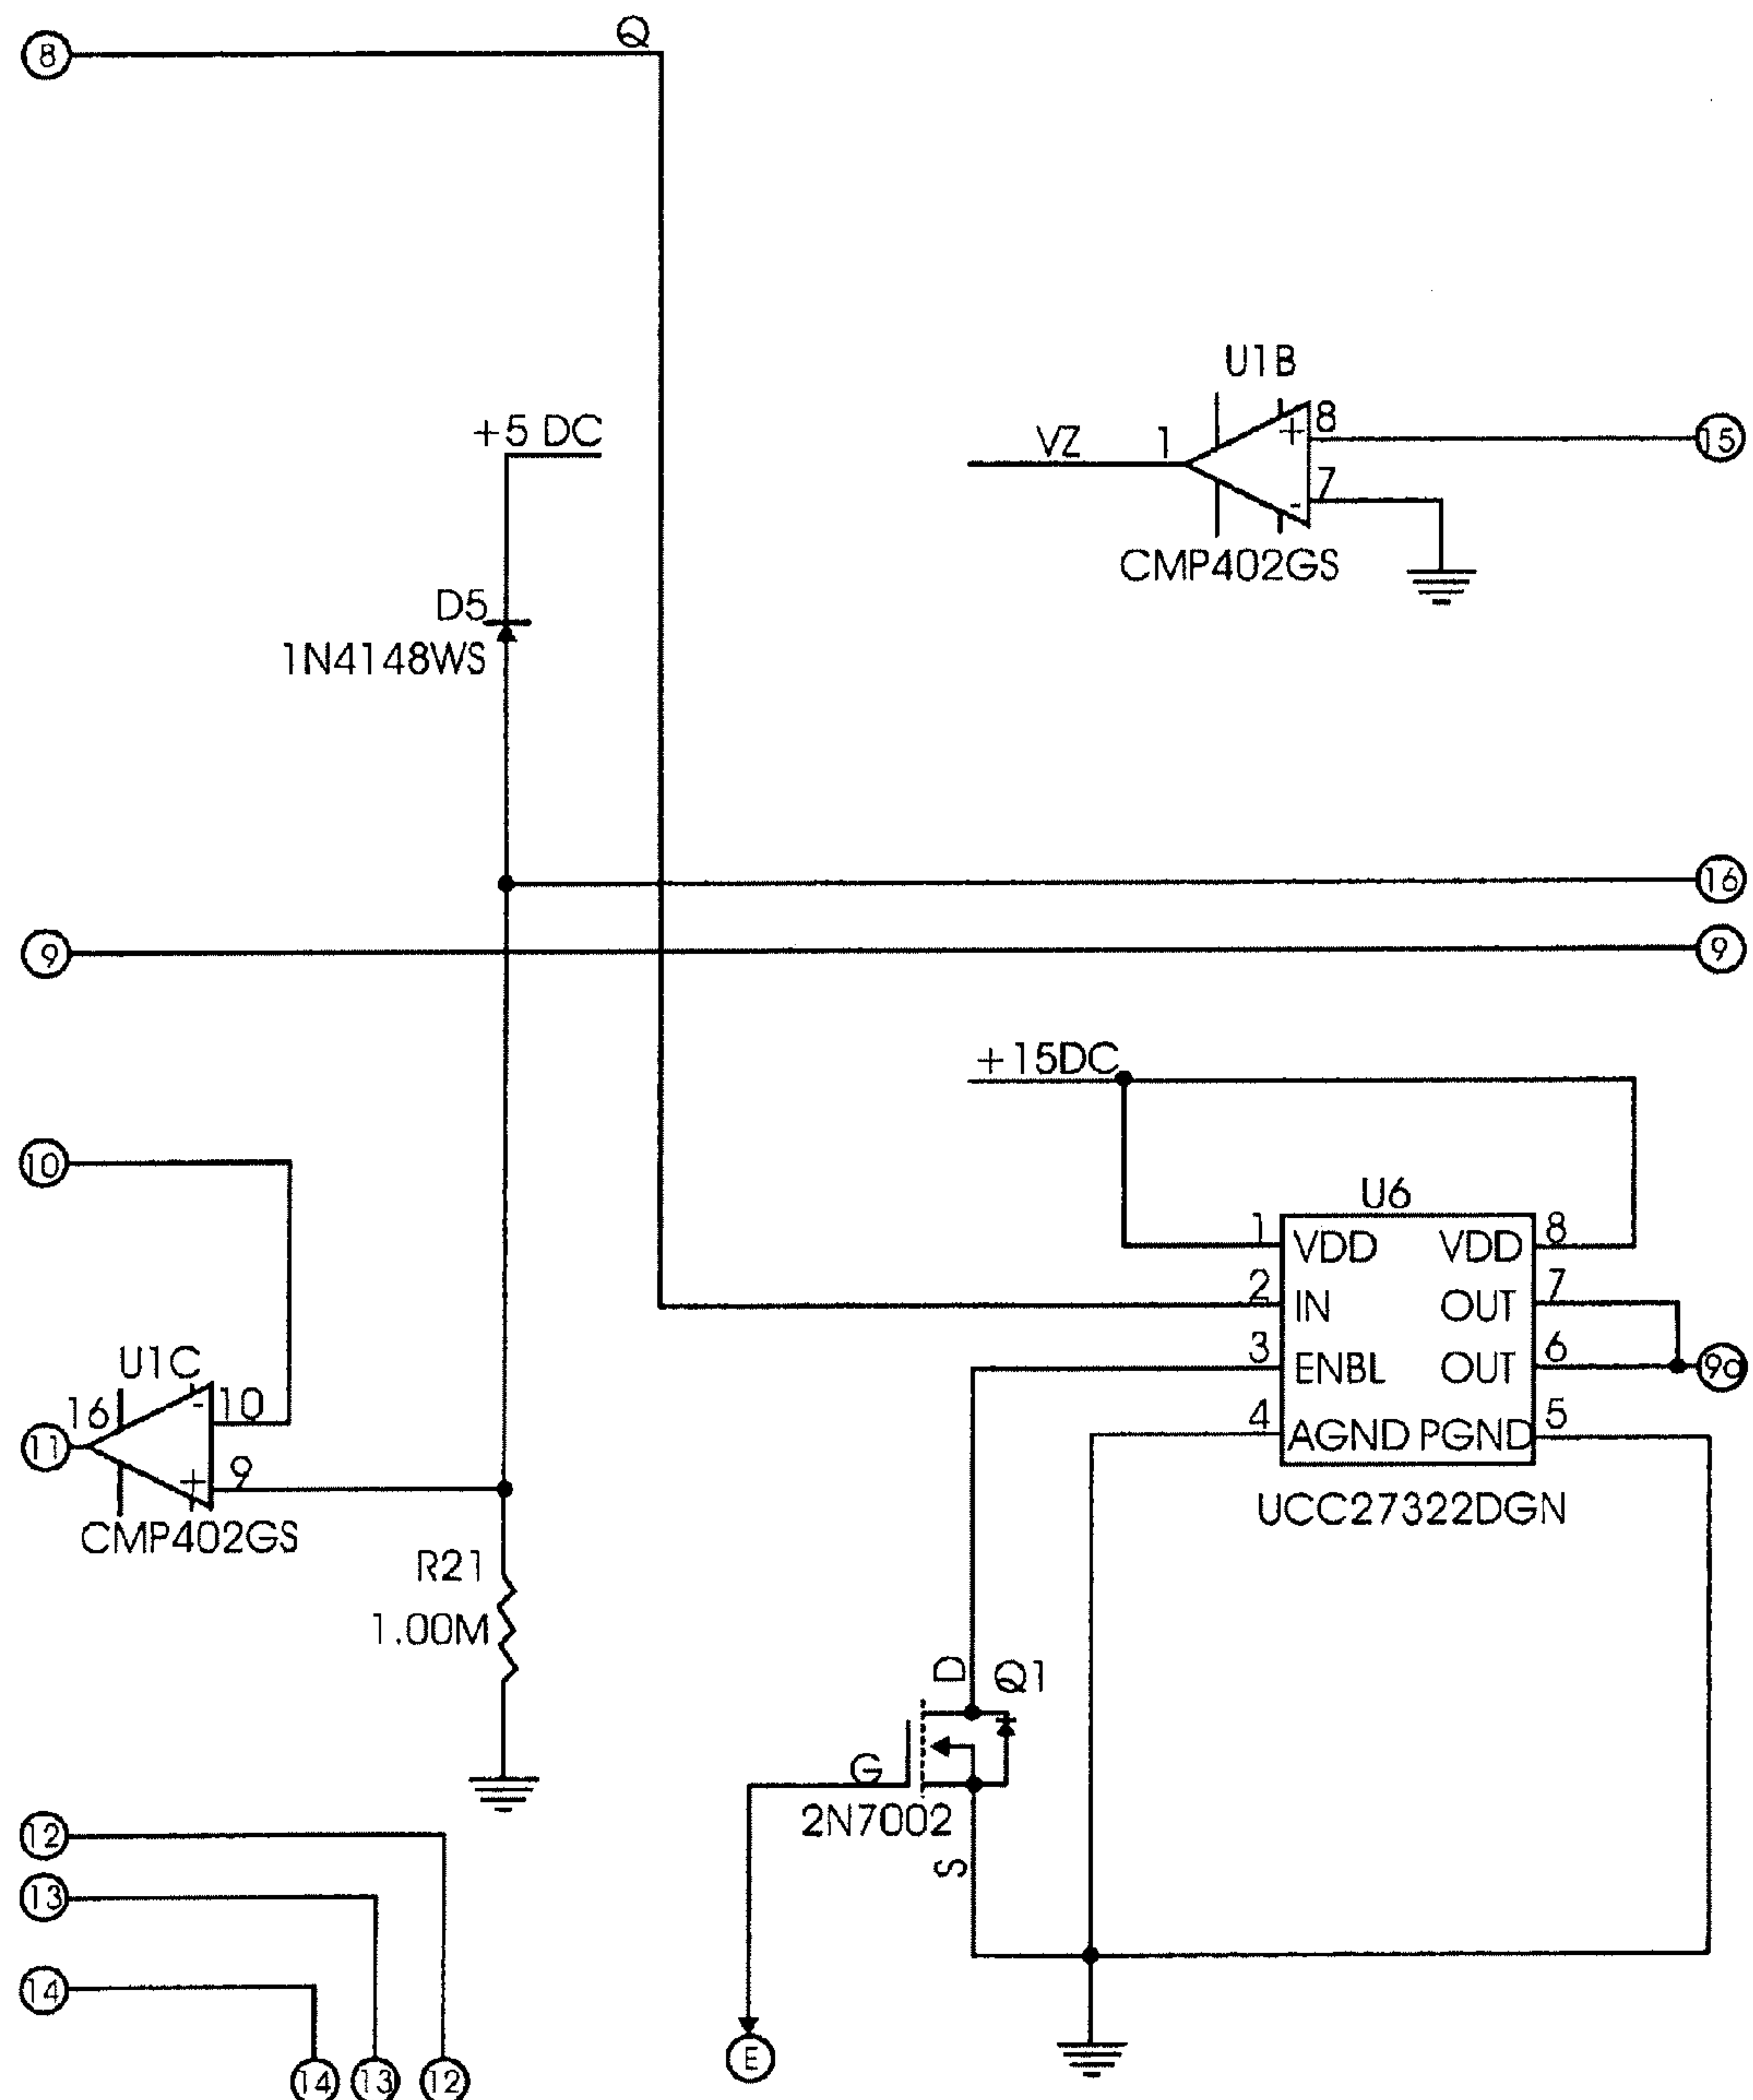 8
Q
U1B
+5 DC
VZ 1 + 8 15
- 7
CMP402GS
D5
1N4148WS
16
9 9
+15DC
10
U6
1 VDD VDD 8
2 IN OUT 7
3 ENBL OUT 6 9a
4 AGND PGND 5
UCC27322DGN
U1C
16 - 10
11
+ 9
CMP402GS
R21
1.00M
D Q1
G
2N7002
S
12
13
14
E
14 13 12